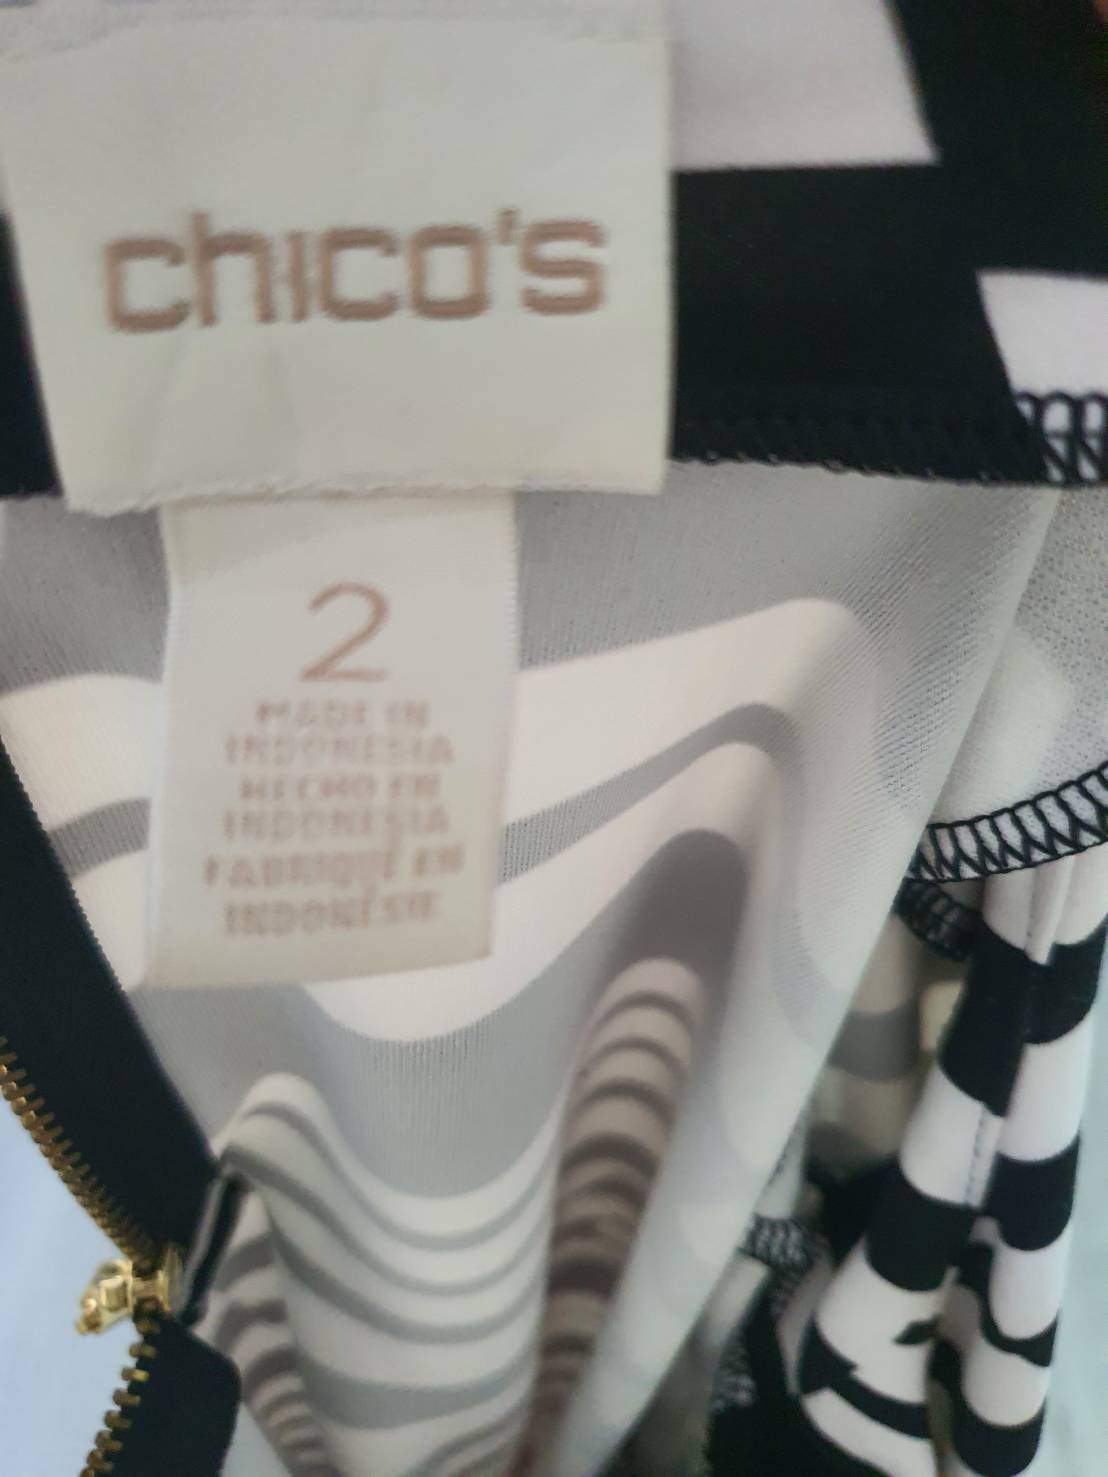 chico's
2
MADE IN
INDONESIA
HECHO EN
INDONESIA
FABRIQUÉ EN
INDONÉSIE